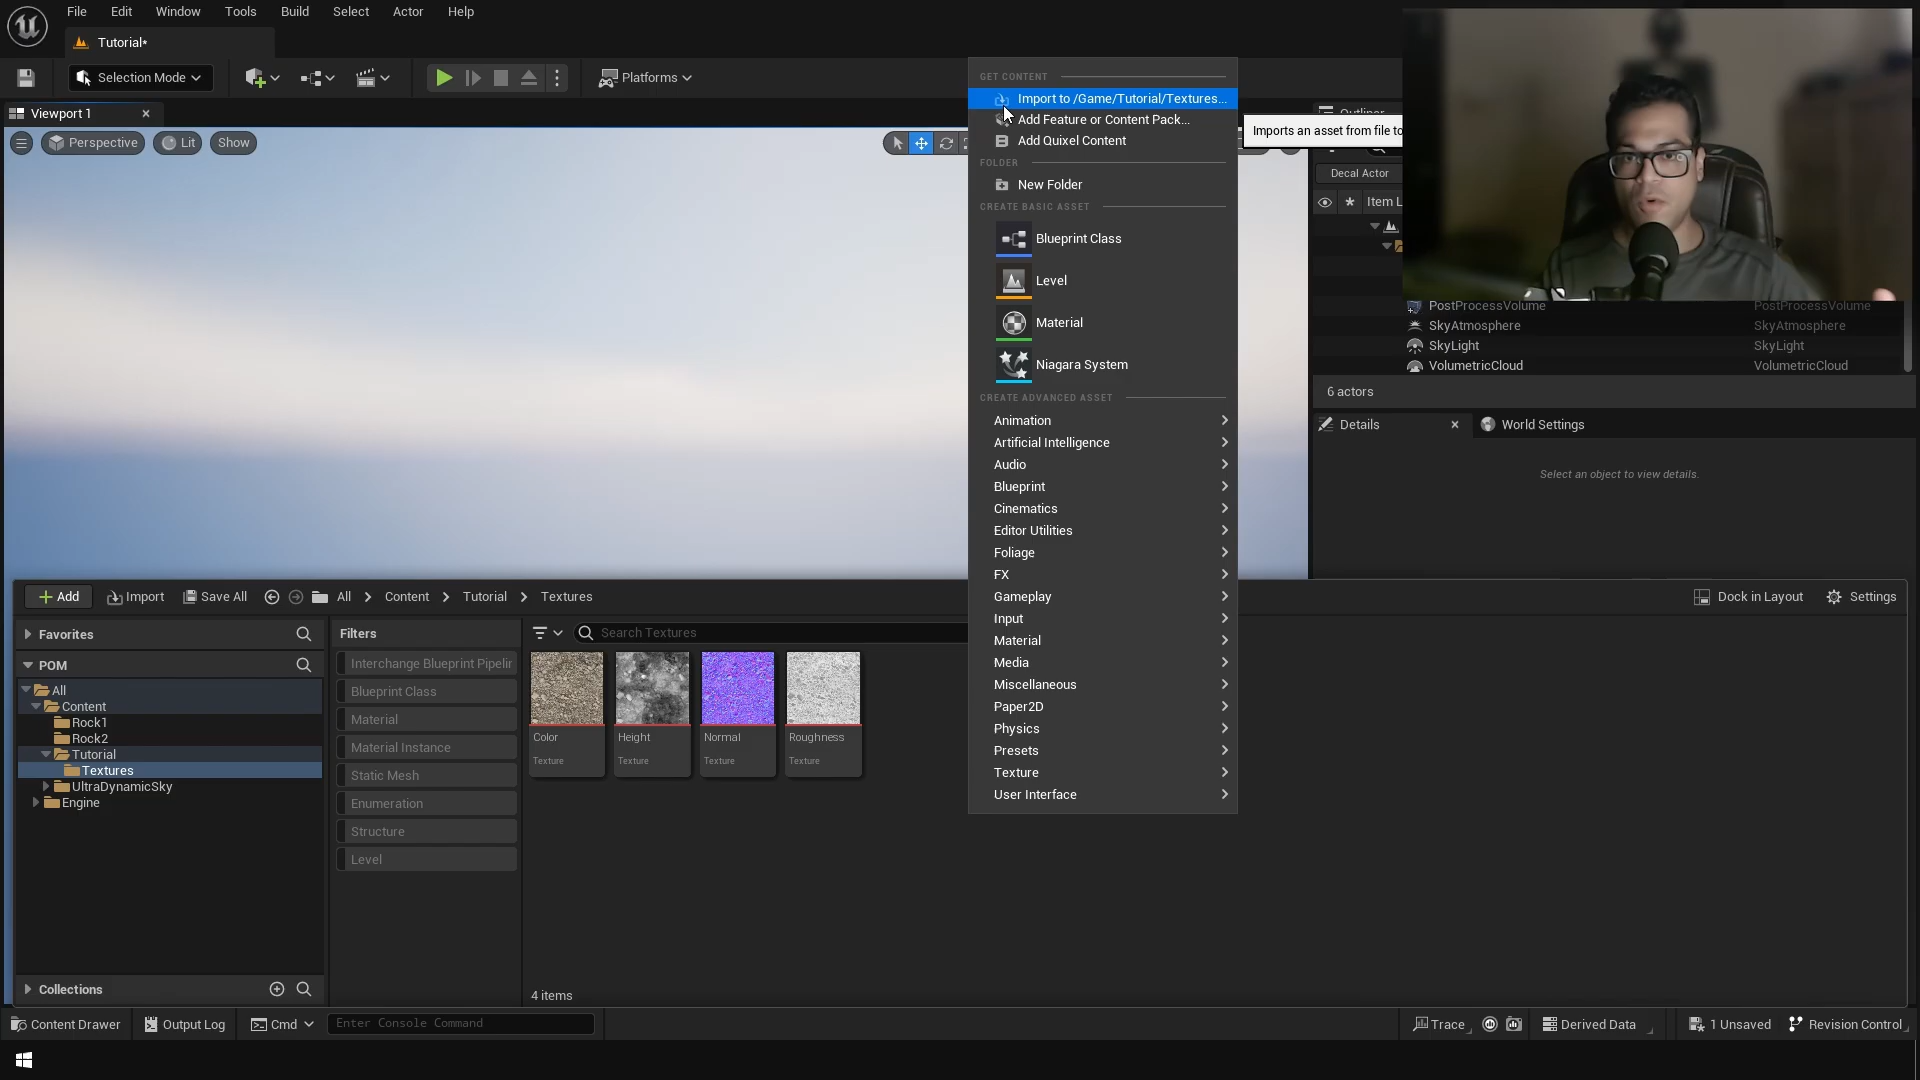 File Edit Window Tools Build Select Actor Help
Tutorial*
Selection Mode
Platforms
Viewport 1
Perspective Lit Show
GET CONTENT
Import to /Game/Tutorial/Textures...
Add Feature or Content Pack...
Add Quixel Content
FOLDER
New Folder
CREATE BASIC ASSET
Blueprint Class
Level
Material
Niagara System
CREATE ADVANCED ASSET
Animation
Artificial Intelligence
Audio
Blueprint
Cinematics
Editor Utilities
Foliage
FX
Gameplay
Input
Material
Media
Miscellaneous
Paper2D
Physics
Presets
Texture
User Interface
Imports an asset from file to
Outliner
Decal Actor
Item L
PostProcessVolume PostProcessVolume
SkyAtmosphere SkyAtmosphere
SkyLight SkyLight
VolumetricCloud VolumetricCloud
6 actors
Details World Settings
Select an object to view details.
Add Import Save All All Content Tutorial Textures
Dock in Layout Settings
Favorites
POM
All
Content
Rock1
Rock2
Tutorial
Textures
UltraDynamicSky
Engine
Collections
Filters
Interchange Blueprint Pipelin
Blueprint Class
Material
Material Instance
Static Mesh
Enumeration
Structure
Level
Search Textures
Color Height Normal Roughness
Texture Texture Texture Texture
4 items
Content Drawer Output Log Cmd Enter Console Command
Trace Derived Data 1 Unsaved Revision Control